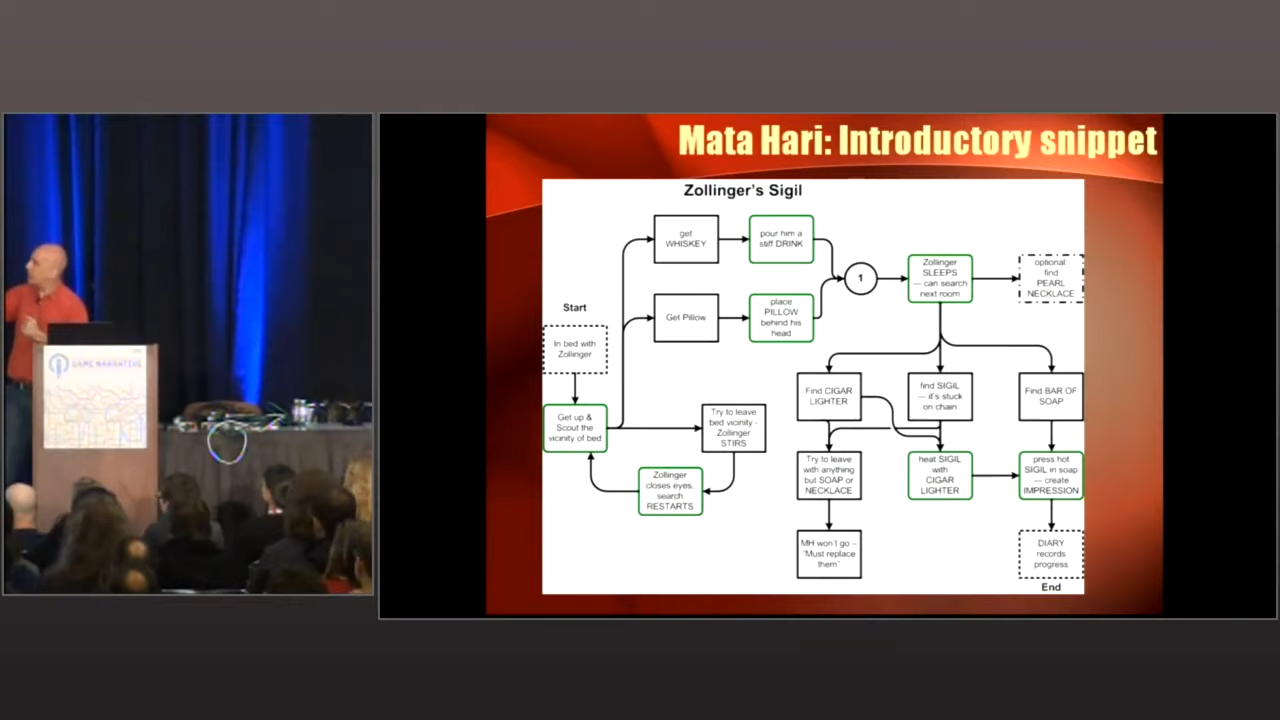 Mata Hari: Introductory snippet
Zollinger's Sigil
get
WHISKEY
pour him a
stiff DRINK
1
Zollinger
SLEEPS
— can search
next room
optional
find
PEARL
NECKLACE
Get Pillow
place
PILLOW
behind his
head
Start
In bed with
Zollinger
Get up &
Scout the
vicinity of bed
Try to leave
bed vicinity -
Zollinger
STIRS
Zollinger
closes eyes,
search
RESTARTS
Find CIGAR
LIGHTER
find SIGIL
— it's stuck
on chain
Find BAR OF
SOAP
Try to leave
with anything
but SOAP or
NECKLACE
heat SIGIL
with
CIGAR
LIGHTER
press hot
SIGIL in soap
— create
IMPRESSION
MH won't go -
"Must replace
them"
DIARY
records
progress
End
GAME NARRATIVE